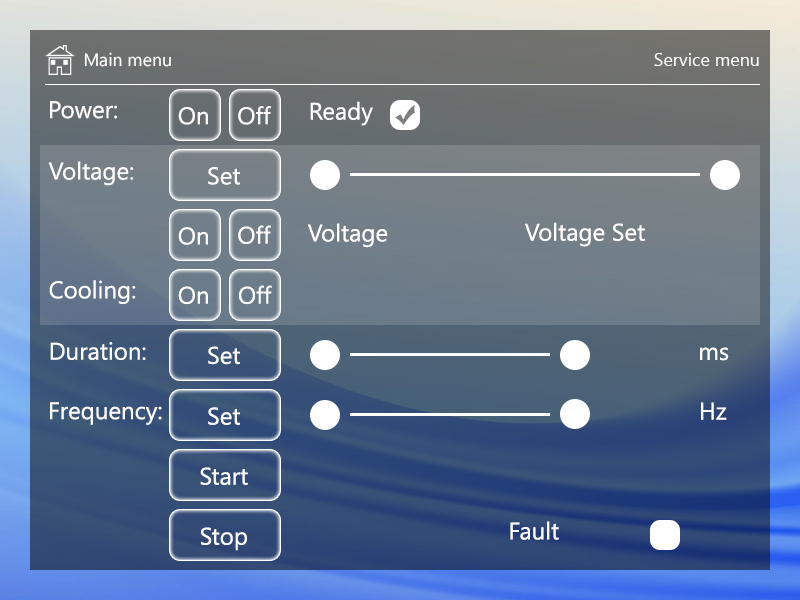 Main menu
Service menu
Power: On Off Ready
Voltage: Set
On Off Voltage Voltage Set
Cooling: On Off
Duration: Set ms
Frequency: Set Hz
Start
Stop Fault